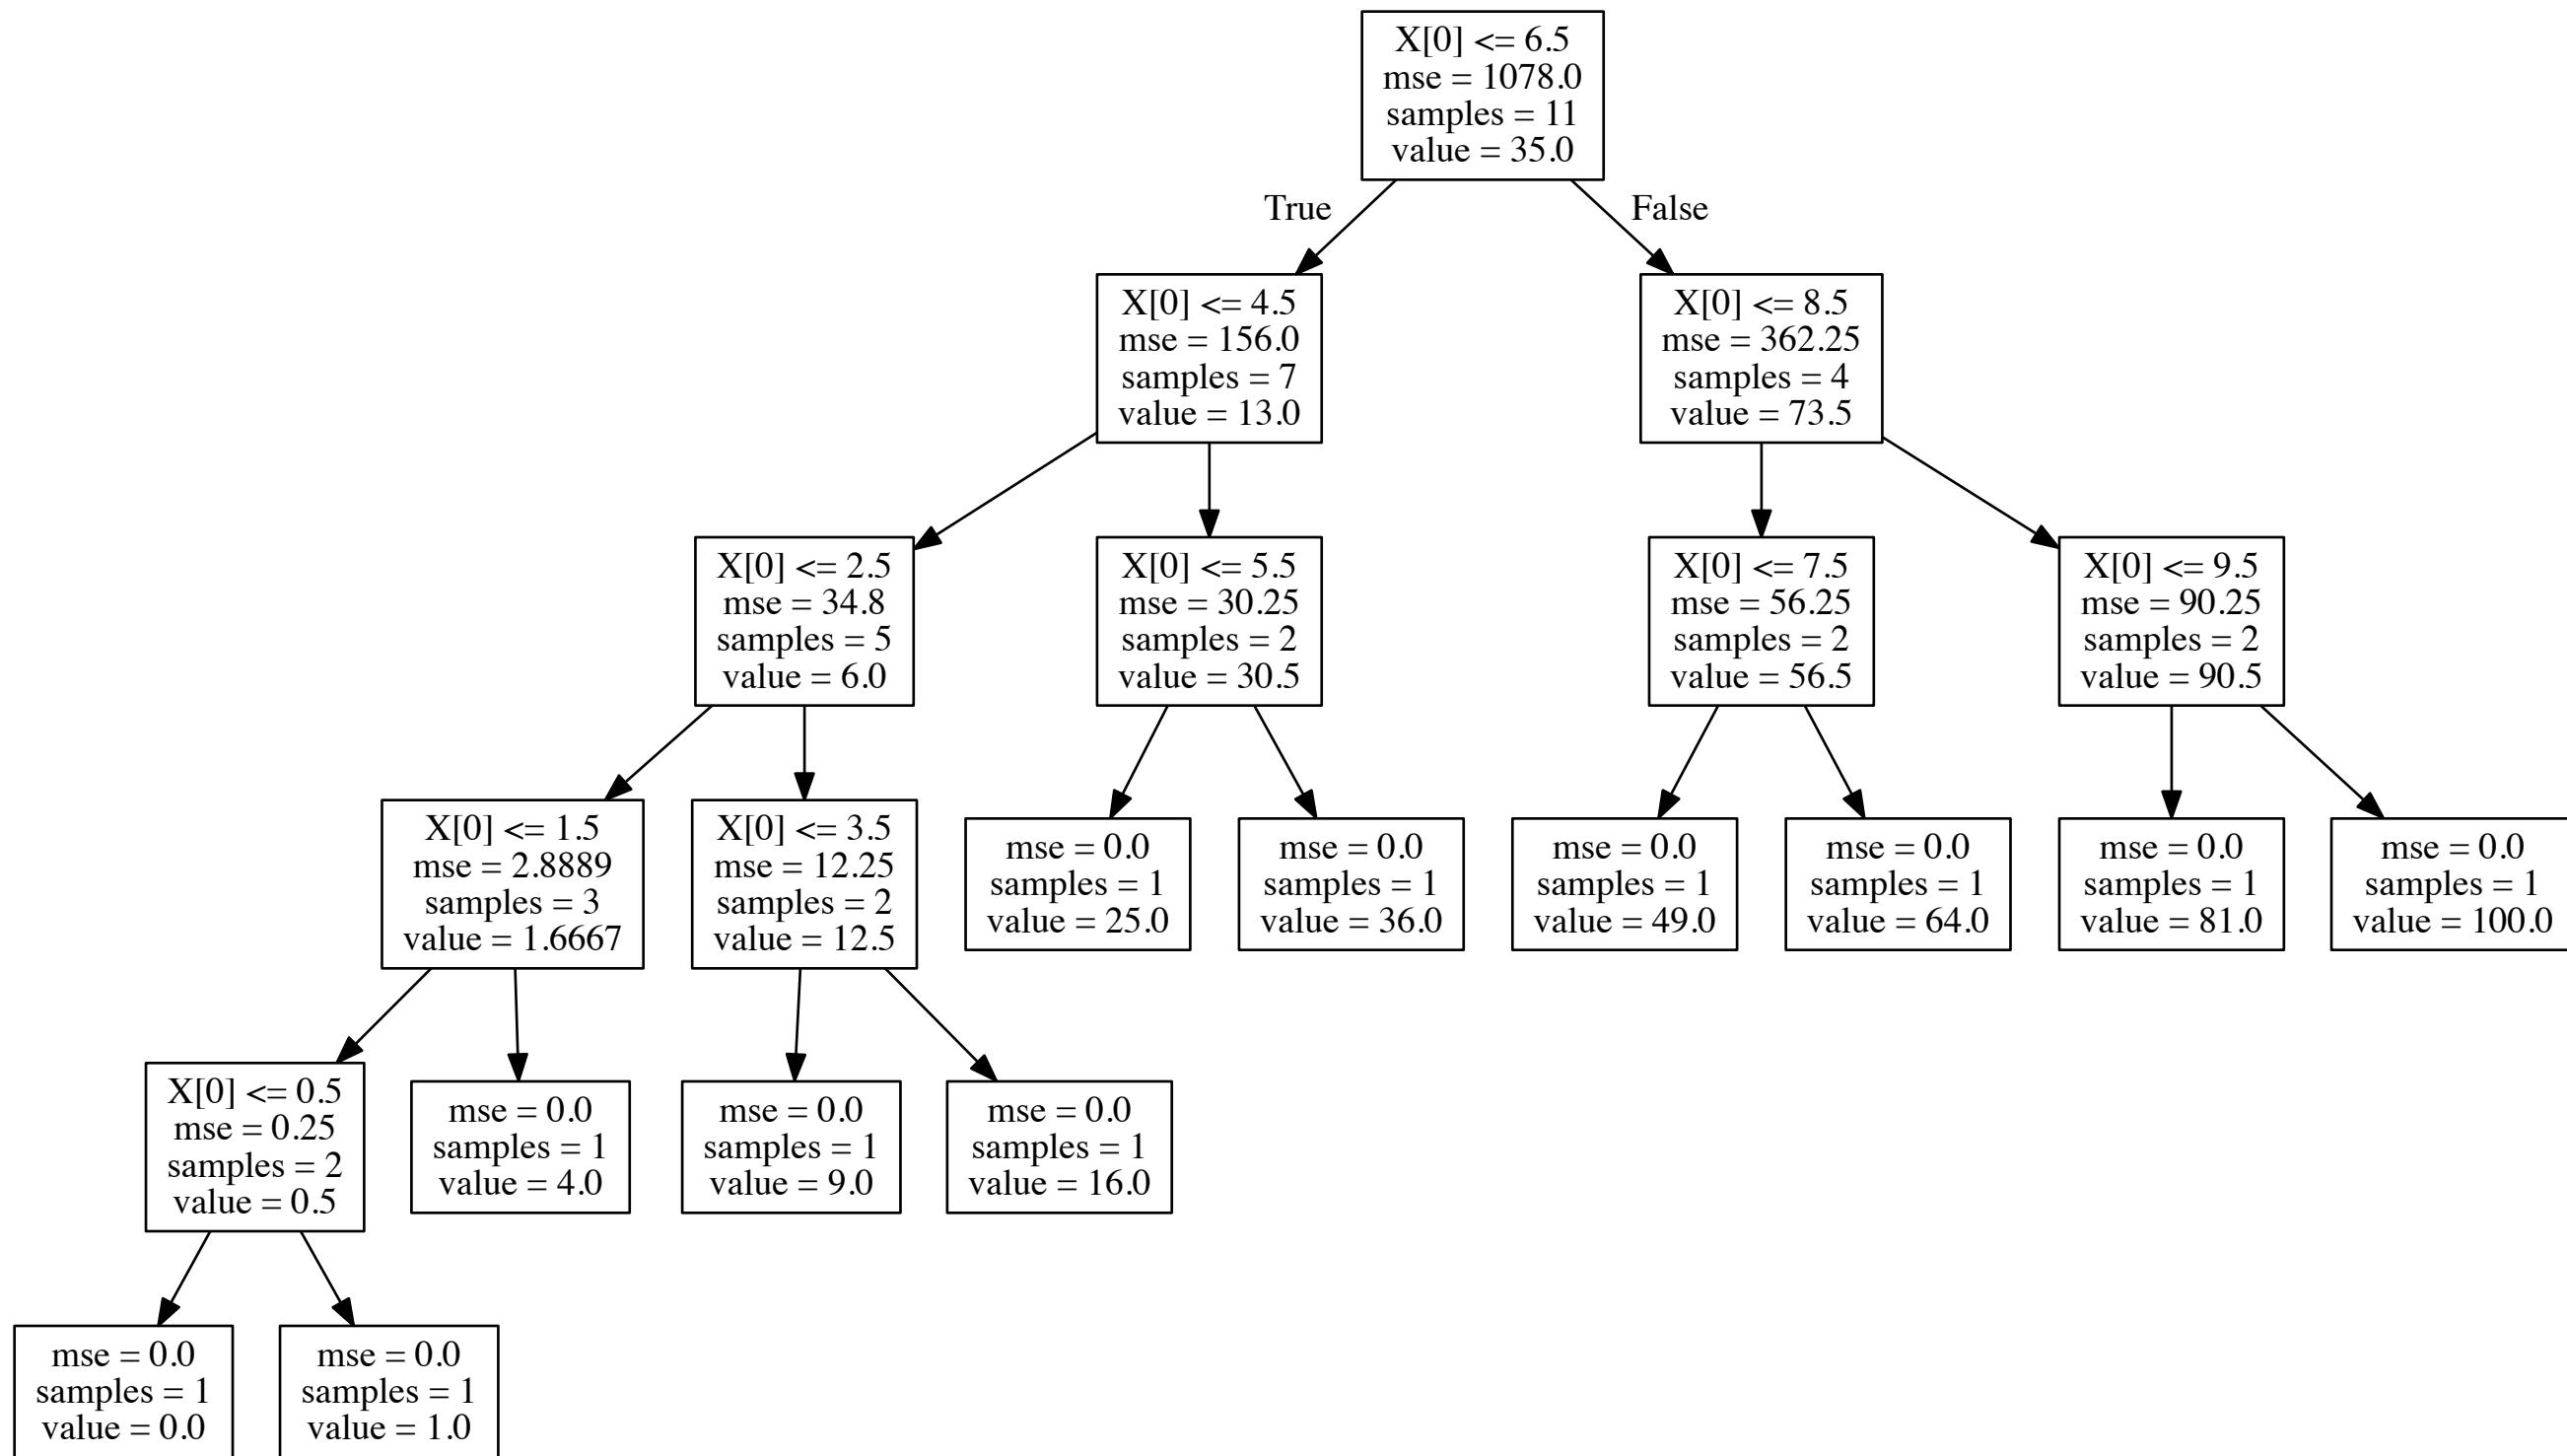 X[0] <= 6.5
mse = 1078.0
samples = 11
value = 35.0
True
False
X[0] <= 4.5
mse = 156.0
samples = 7
value = 13.0
X[0] <= 8.5
mse = 362.25
samples = 4
value = 73.5
X[0] <= 2.5
mse = 34.8
samples = 5
value = 6.0
X[0] <= 5.5
mse = 30.25
samples = 2
value = 30.5
X[0] <= 7.5
mse = 56.25
samples = 2
value = 56.5
X[0] <= 9.5
mse = 90.25
samples = 2
value = 90.5
X[0] <= 1.5
mse = 2.8889
samples = 3
value = 1.6667
X[0] <= 3.5
mse = 12.25
samples = 2
value = 12.5
mse = 0.0
samples = 1
value = 25.0
mse = 0.0
samples = 1
value = 36.0
mse = 0.0
samples = 1
value = 49.0
mse = 0.0
samples = 1
value = 64.0
mse = 0.0
samples = 1
value = 81.0
mse = 0.0
samples = 1
value = 100.0
X[0] <= 0.5
mse = 0.25
samples = 2
value = 0.5
mse = 0.0
samples = 1
value = 4.0
mse = 0.0
samples = 1
value = 9.0
mse = 0.0
samples = 1
value = 16.0
mse = 0.0
samples = 1
value = 0.0
mse = 0.0
samples = 1
value = 1.0